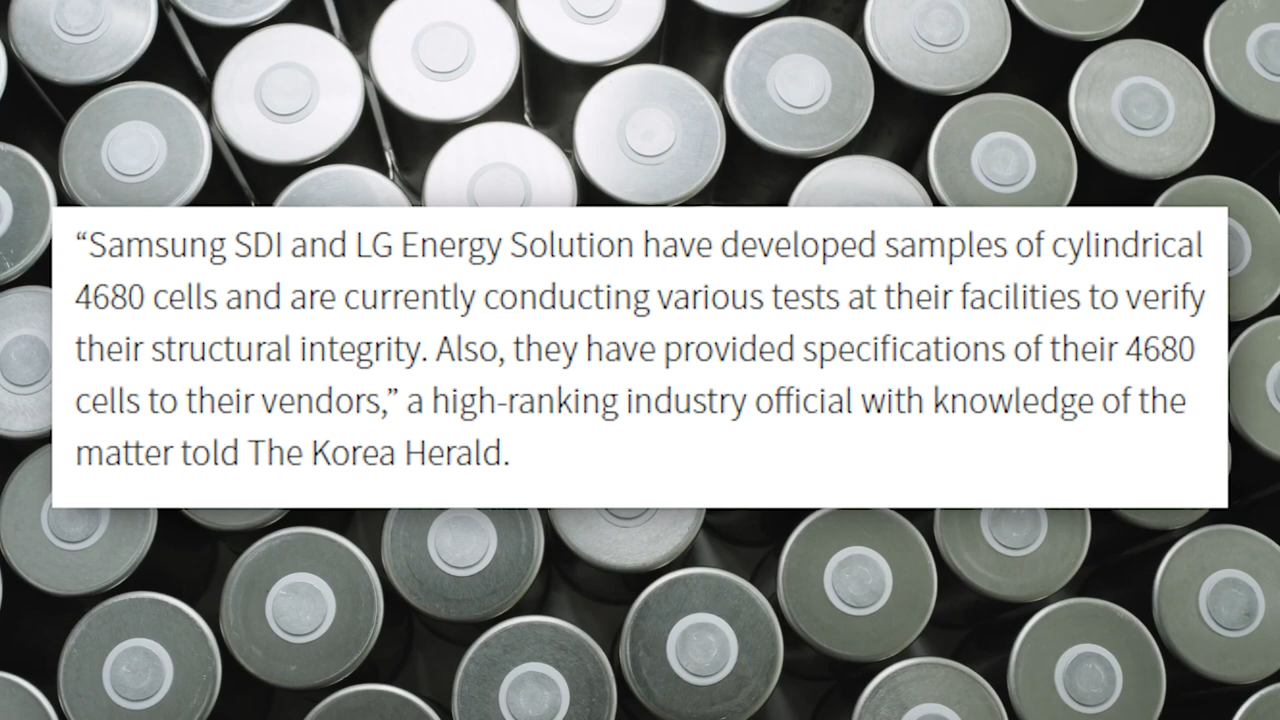 “Samsung SDI and LG Energy Solution have developed samples of cylindrical
4680 cells and are currently conducting various tests at their facilities to verify
their structural integrity. Also, they have provided specifications of their 4680
cells to their vendors,” a high-ranking industry official with knowledge of the
matter told The Korea Herald.